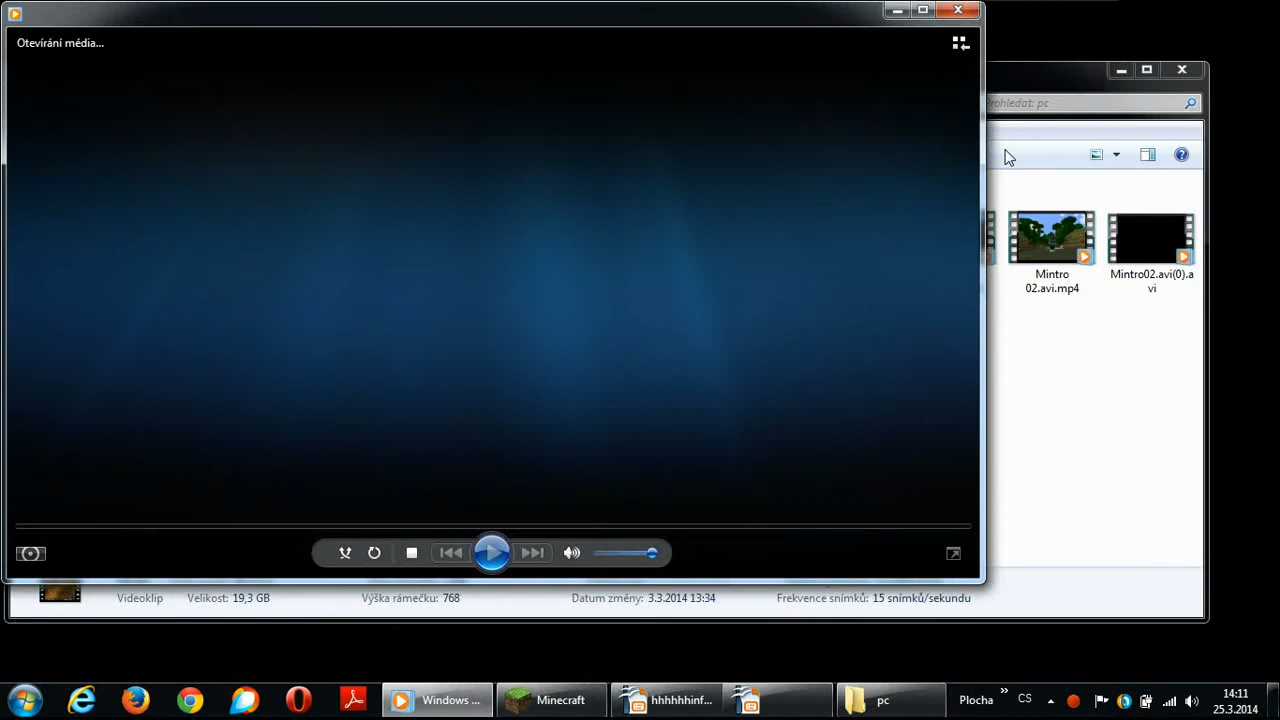 Otevírání média...
Prohledat: pc
Mintro
02.avi.mp4
Mintro02.avi(0).a
vi
Videoklip
Velikost: 19,3 GB
Výška rámečku: 768
Datum změny: 3.3.2014 13:34
Frekvence snímků: 15 snímků/sekundu
Windows ...
Minecraft
hhhhhhinf...
pc
Plocha
CS
14:11
25.3.2014